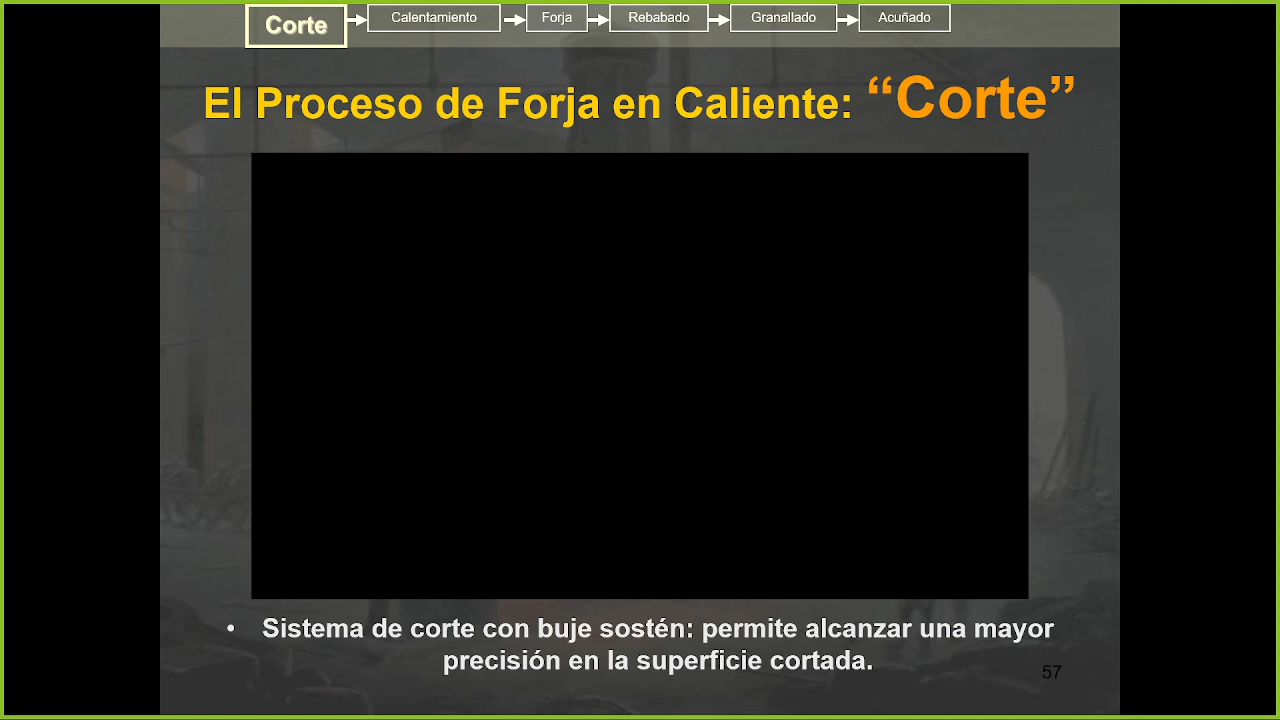 Corte
Calentamiento
Forja
Rebabado
Granallado
Acuñado
El Proceso de Forja en Caliente: “Corte”
• Sistema de corte con buje sostén: permite alcanzar una mayor
precisión en la superficie cortada.
57